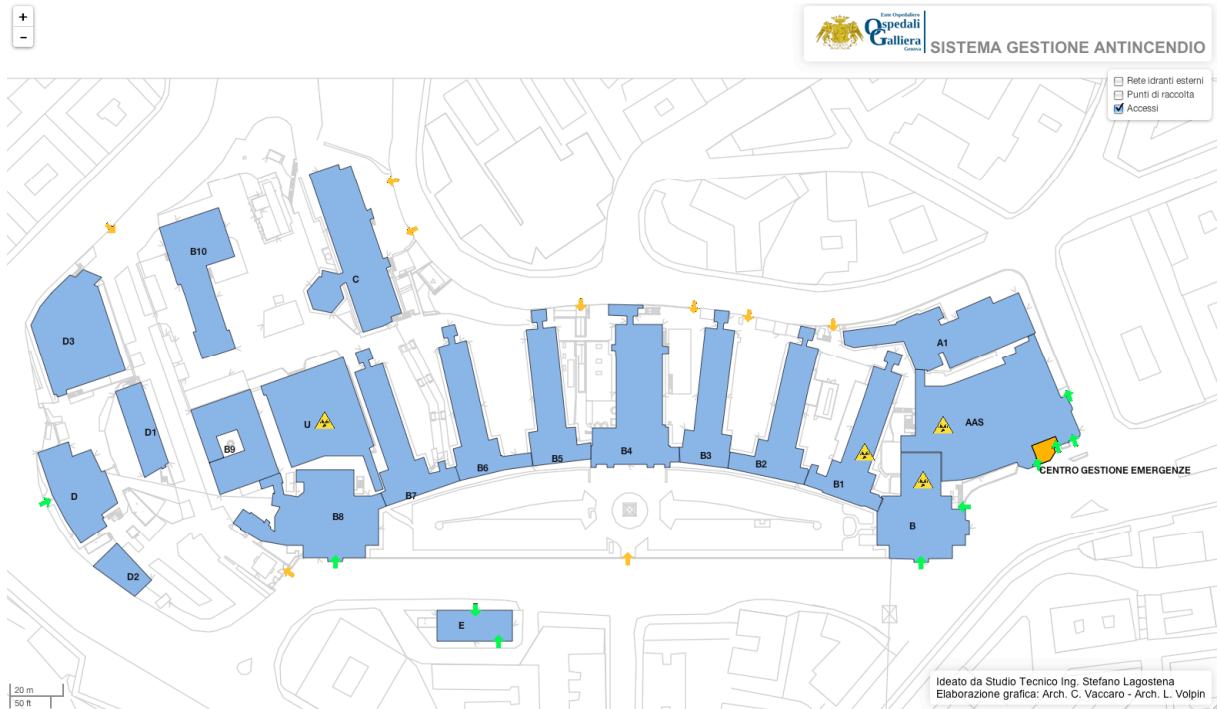 +
-
Ente Ospedaliero
Ospedali
Galliera
Genova
SISTEMA GESTIONE ANTINCENDIO
Rete idranti esterni
Punti di raccolta
Accessi
B10
C
D3
A1
D1
U
AAS
B9
B4
B5
B3
B6
B2
B7
B1
CENTRO GESTIONE EMERGENZE
D
B8
B
D2
E
20 m
50 ft
Ideato da Studio Tecnico Ing. Stefano Lagostena
Elaborazione grafica: Arch. C. Vaccaro - Arch. L. Volpin